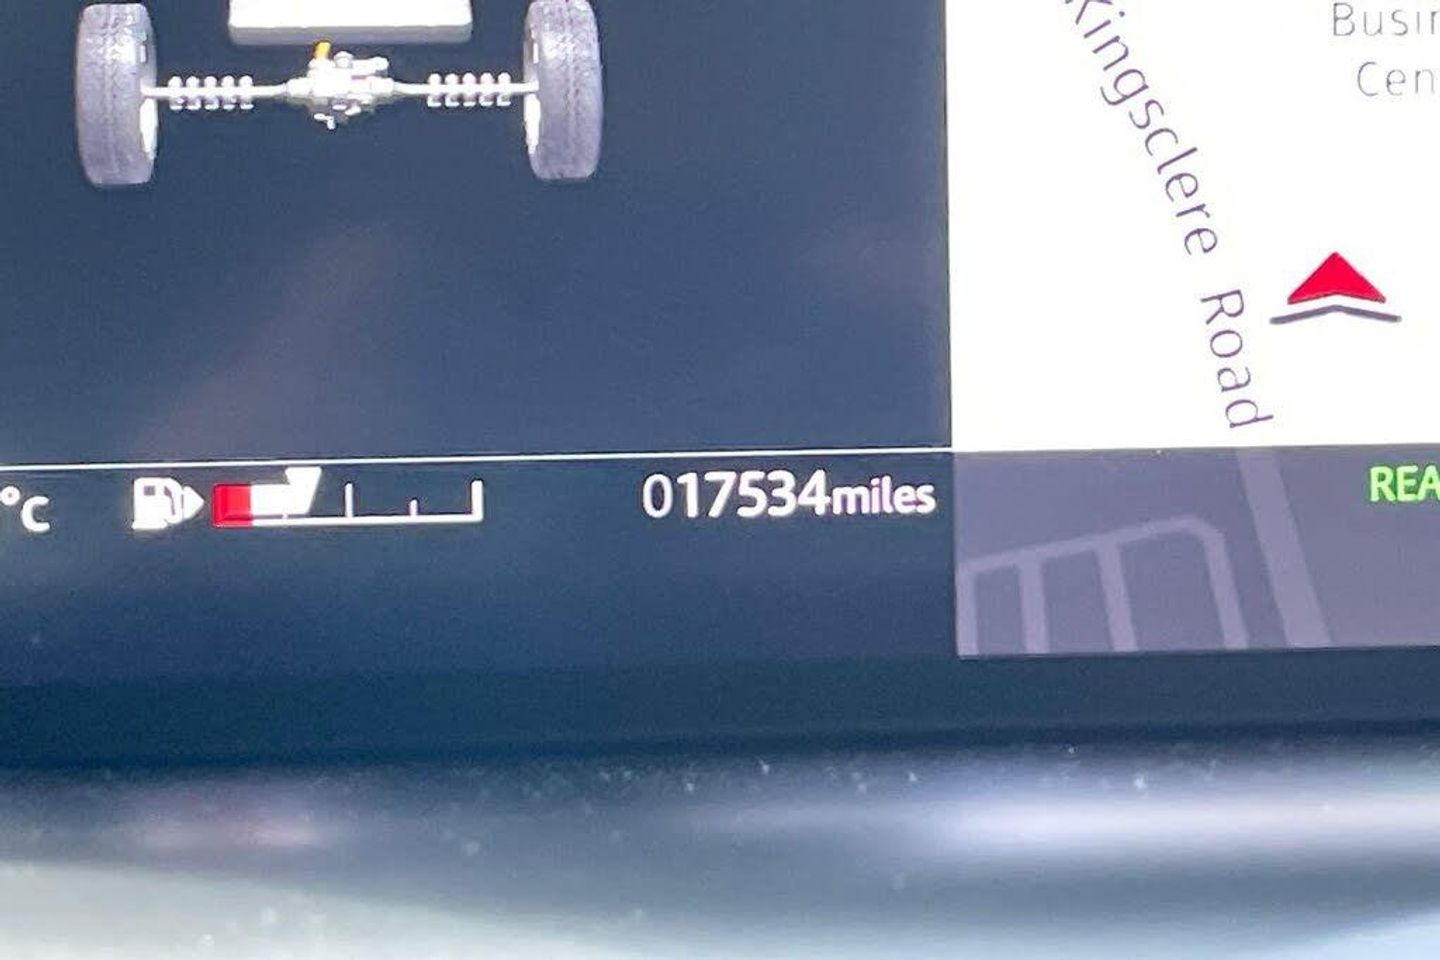 Busin
Cen
Kingsclere Road
°C
017534miles
REA